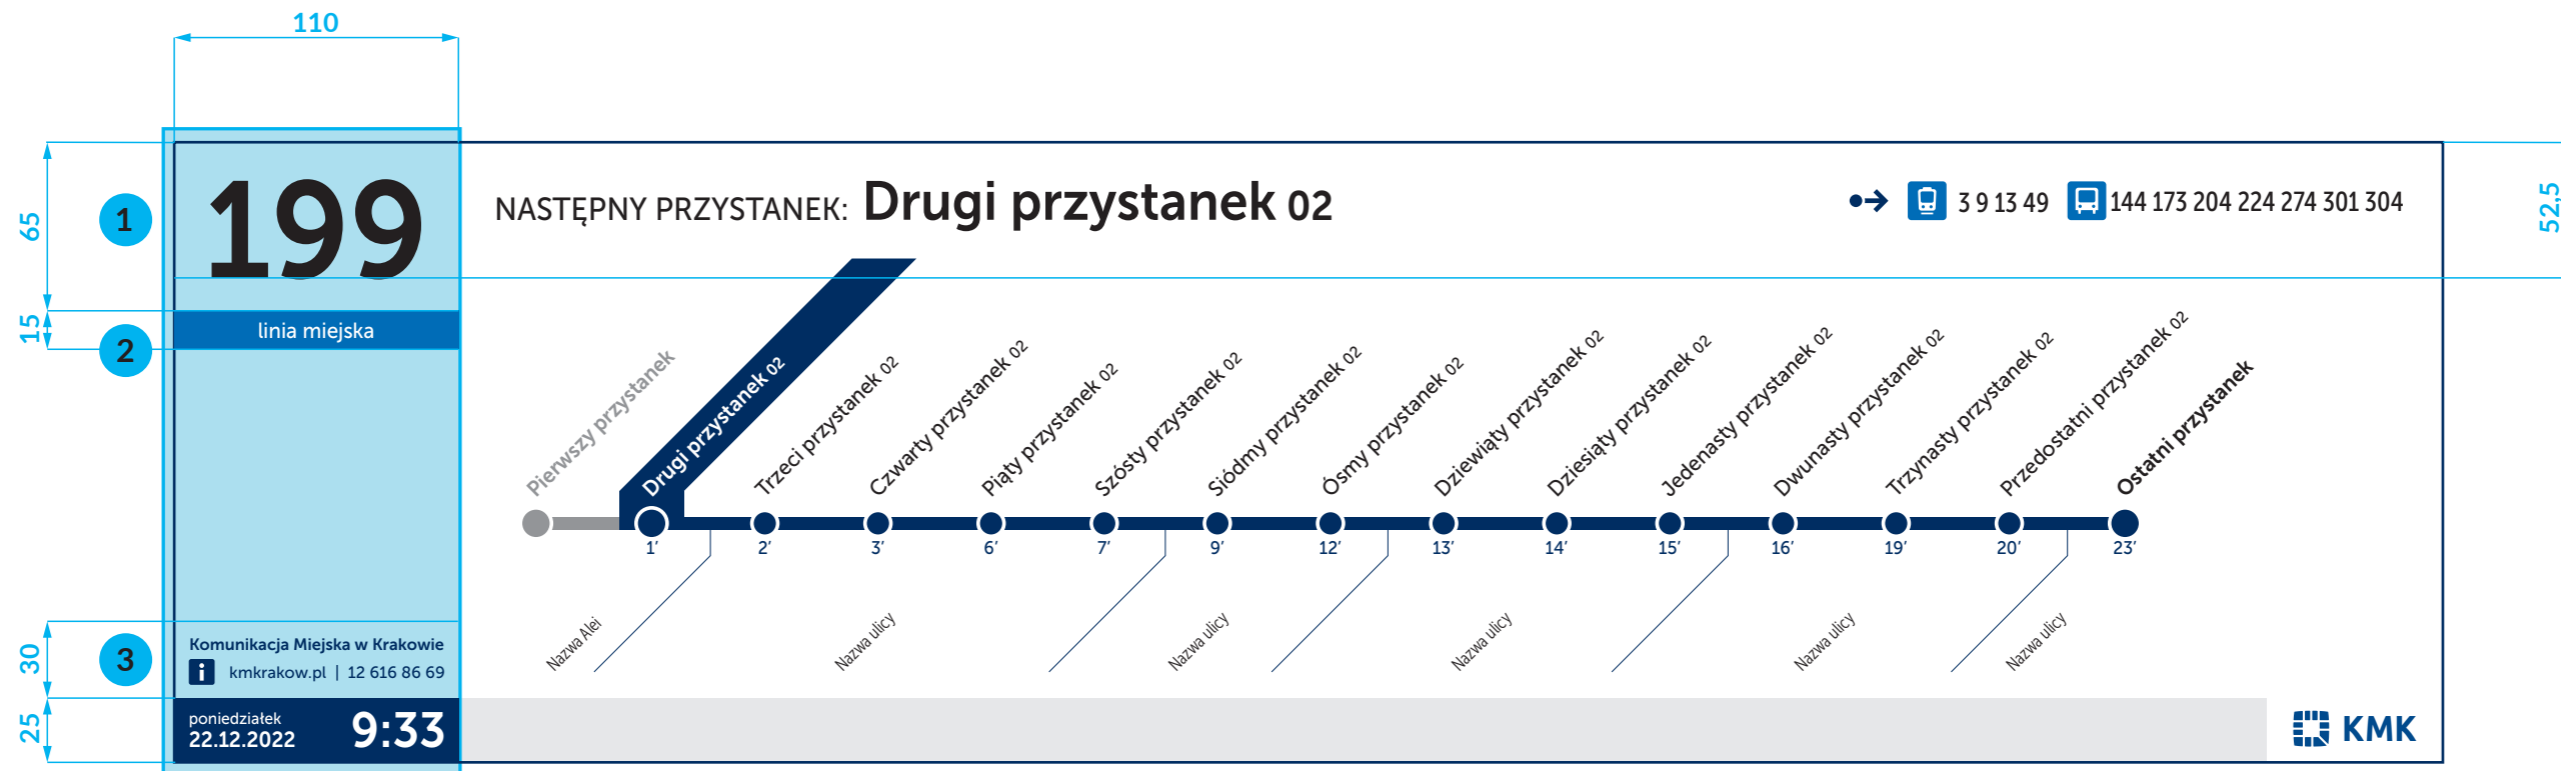 110
65
15
30
25
52,5
1
2
3
199
linia miejska
Komunikacja Miejska w Krakowie
i kmkrakow.pl | 12 616 86 69
poniedziałek
22.12.2022
9:33
NASTĘPNY PRZYSTANEK: Drugi przystanek 02
3 9 13 49
144 173 204 224 274 301 304
Pierwszy przystanek
Drugi przystanek 02
Trzeci przystanek 02
Czwarty przystanek 02
Piąty przystanek 02
Szósty przystanek 02
Siódmy przystanek 02
Ósmy przystanek 02
Dziewiąty przystanek 02
Dziesiąty przystanek 02
Jedenasty przystanek 02
Dwunasty przystanek 02
Trzynasty przystanek 02
Przedostatni przystanek 02
Ostatni przystanek
1’ 2’ 3’ 6’ 7’ 9’ 12’ 13’ 14’ 15’ 16’ 19’ 20’ 23’
Nazwa Alei
Nazwa ulicy
Nazwa ulicy
Nazwa ulicy
Nazwa ulicy
Nazwa ulicy
KMK